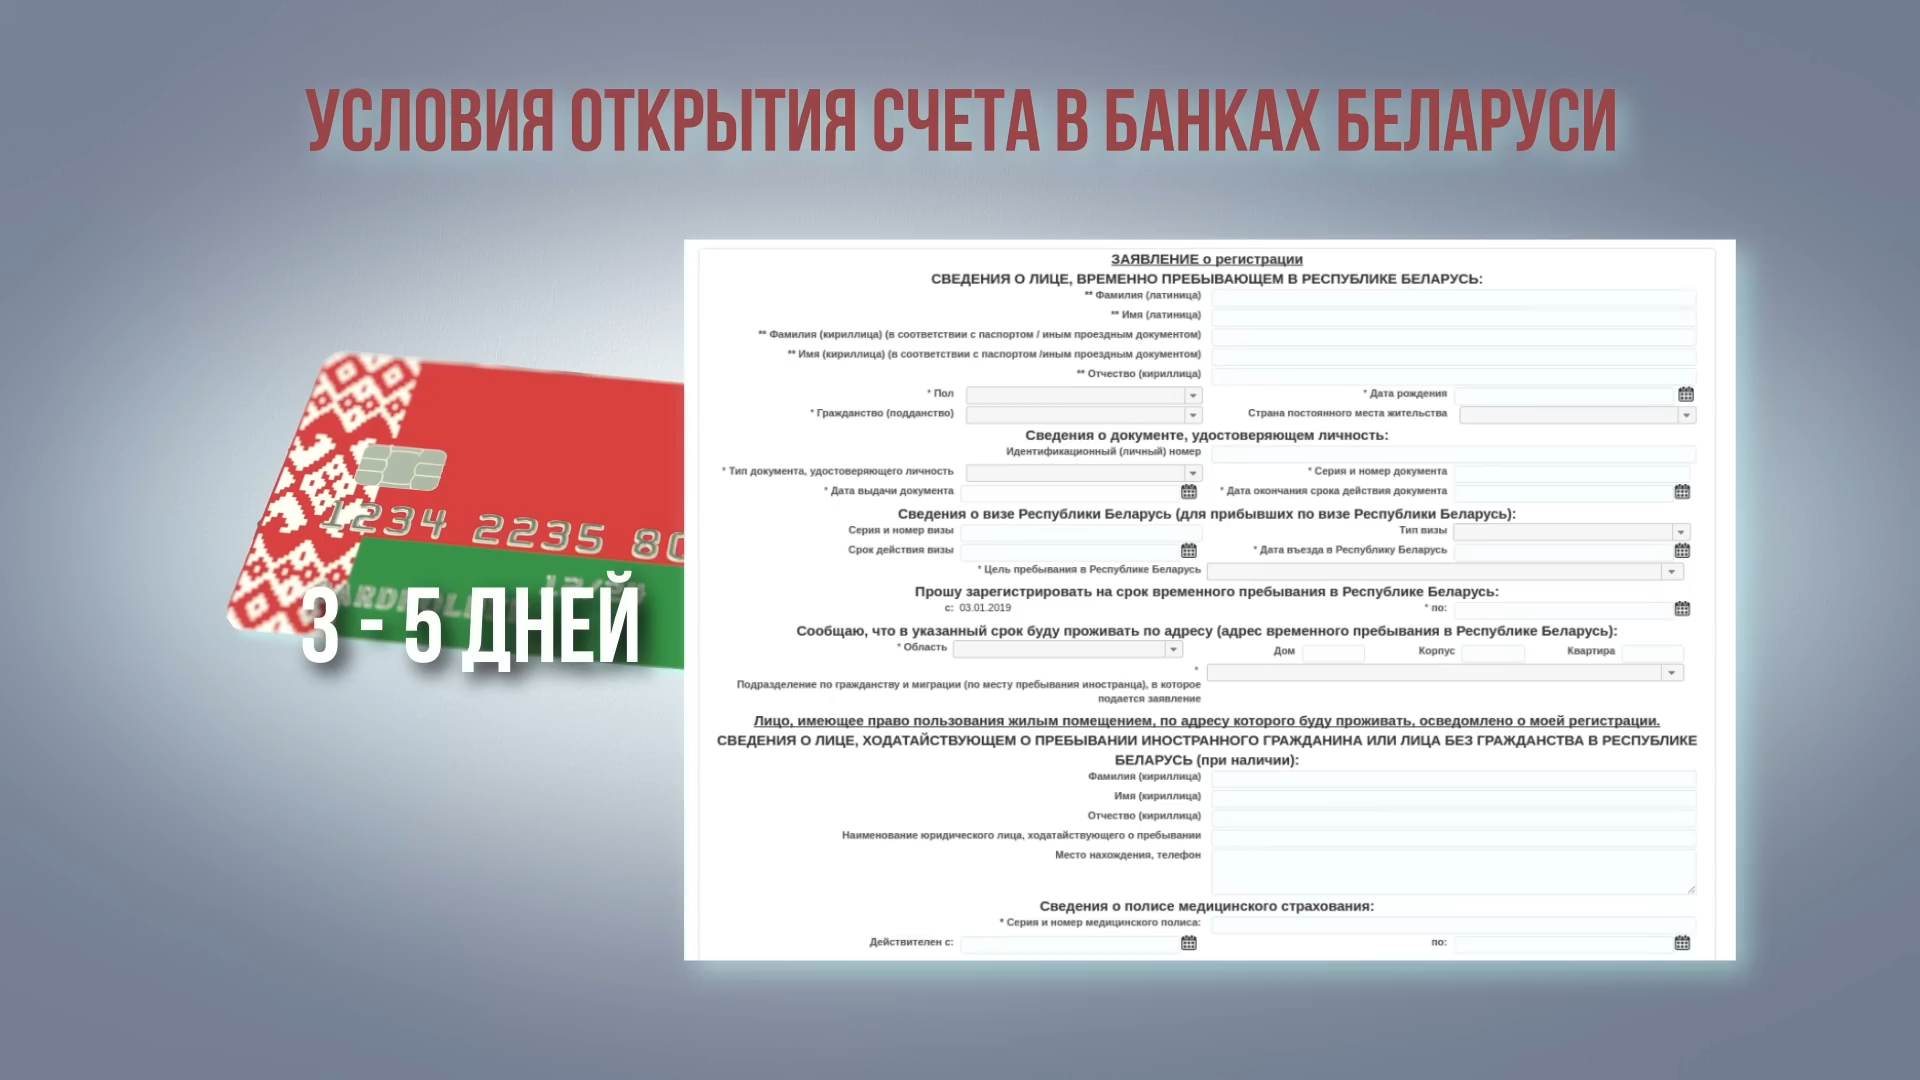 УСЛОВИЯ ОТКРЫТИЯ СЧЕТА В БАНКАХ БЕЛАРУСИ
1234 2235 80
3 - 5 ДНЕЙ
ЗАЯВЛЕНИЕ о регистрации
СВЕДЕНИЯ О ЛИЦЕ, ВРЕМЕННО ПРЕБЫВАЮЩЕМ В РЕСПУБЛИКЕ БЕЛАРУСЬ:
** Фамилия (латиница)
** Имя (латиница)
** Фамилия (кириллица) (в соответствии с паспортом / иным проездным документом)
** Имя (кириллица) (в соответствии с паспортом /иным проездным документом)
** Отчество (кириллица)
* Пол * Дата рождения
* Гражданство (подданство) Страна постоянного места жительства
Сведения о документе, удостоверяющем личность:
Идентификационный (личный) номер
* Тип документа, удостоверяющего личность * Серия и номер документа
* Дата выдачи документа * Дата окончания срока действия документа
Сведения о визе Республики Беларусь (для прибывших по визе Республики Беларусь):
Серия и номер визы Тип визы
Срок действия визы * Дата въезда в Республику Беларусь
* Цель пребывания в Республике Беларусь
Прошу зарегистрировать на срок временного пребывания в Республике Беларусь:
с: 03.01.2019 * по:
Сообщаю, что в указанный срок буду проживать по адресу (адрес временного пребывания в Республике Беларусь):
* Область Дом Корпус Квартира
*
Подразделение по гражданству и миграции (по месту пребывания иностранца), в которое
подается заявление
Лицо, имеющее право пользования жилым помещением, по адресу которого буду проживать, осведомлено о моей регистрации.
СВЕДЕНИЯ О ЛИЦЕ, ХОДАТАЙСТВУЮЩЕМ О ПРЕБЫВАНИИ ИНОСТРАННОГО ГРАЖДАНИНА ИЛИ ЛИЦА БЕЗ ГРАЖДАНСТВА В РЕСПУБЛИКЕ
БЕЛАРУСЬ (при наличии):
Фамилия (кириллица)
Имя (кириллица)
Отчество (кириллица)
Наименование юридического лица, ходатайствующего о пребывании
Место нахождения, телефон
Сведения о полисе медицинского страхования:
* Серия и номер медицинского полиса:
Действителен с: по: